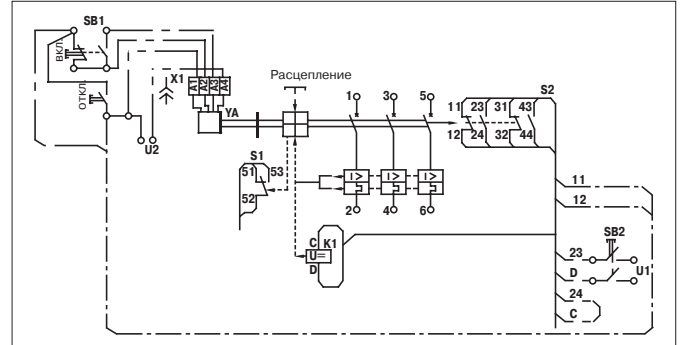 SB1
ВКЛ.
ОТКЛ.
X1
A1 A2 A3 A4
YA
U2
Расцепление
1 3 5
S2
11 23 31 43
12 24 32 44
S1
51 53
52
I> I> I>
2 4 6
C K1
U=
D
11
12
SB2
23
D
U1
24
C